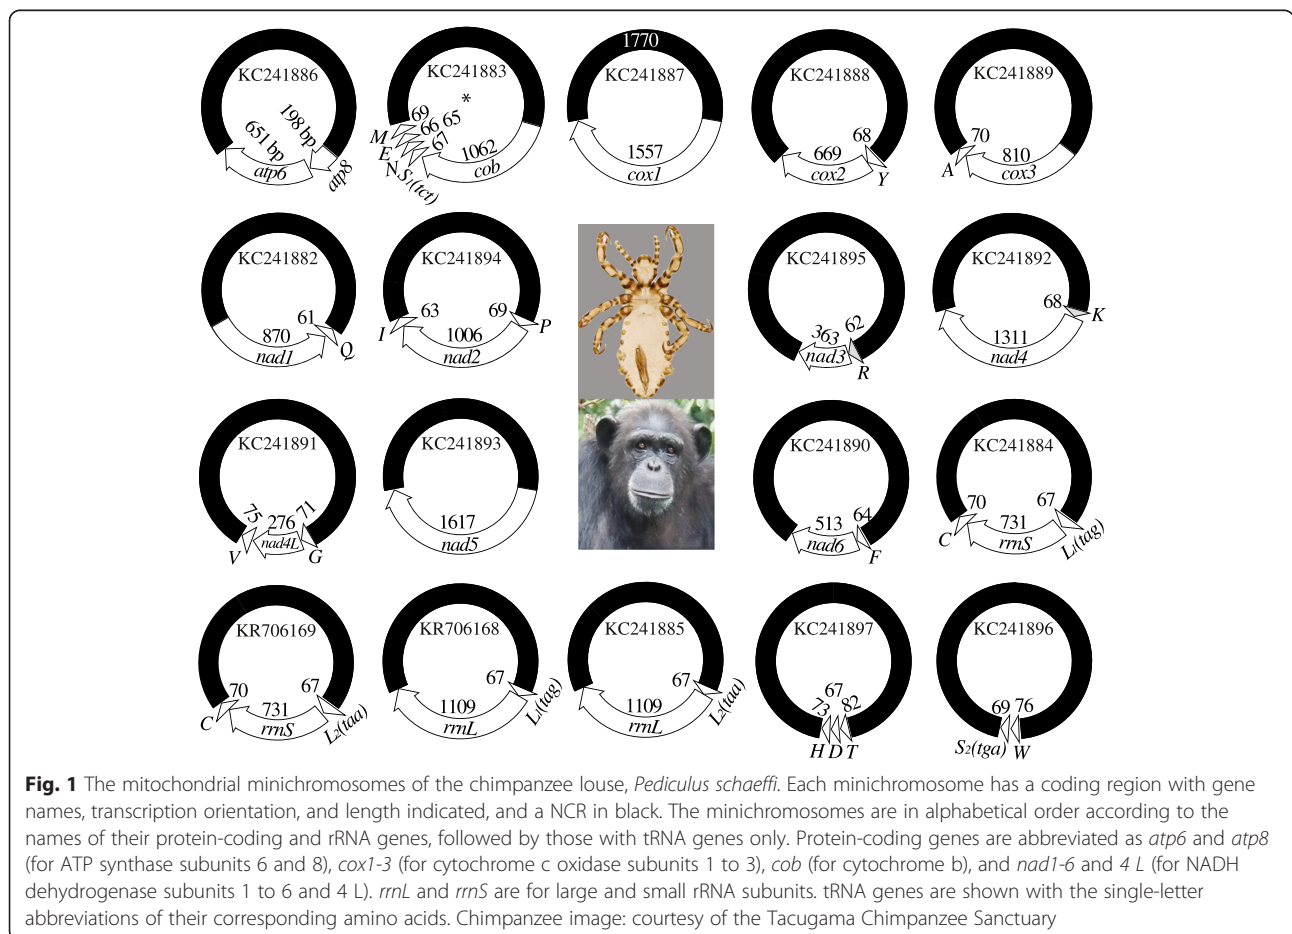 KC241886
198 bp
651 bp
atp6
atp8
KC241883
*
69
66
65
67
1062
M
E
N
S1(tct)
cob
1770
KC241887
1557
cox1
KC241888
68
669
cox2
Y
KC241889
70
810
A
cox3
KC241882
61
870
nad1
Q
KC241894
63
69
1006
I
nad2
P
KC241895
363
62
nad3
R
KC241892
68
K
1311
nad4
KC241891
75
276
71
V
nad4L
G
KC241893
1617
nad5
KC241890
513
64
nad6
F
KC241884
70
67
731
C
rrnS
L1(tag)
KR706169
70
67
731
C
rrnS
L2(taa)
KR706168
67
1109
rrnL
L1(tag)
KC241885
67
1109
rrnL
L2(taa)
KC241897
67
73
82
H D T
KC241896
69
76
S2(tga)
W
Fig. 1 The mitochondrial minichromosomes of the chimpanzee louse, Pediculus schaeffi. Each minichromosome has a coding region with gene
names, transcription orientation, and length indicated, and a NCR in black. The minichromosomes are in alphabetical order according to the
names of their protein-coding and rRNA genes, followed by those with tRNA genes only. Protein-coding genes are abbreviated as atp6 and atp8
(for ATP synthase subunits 6 and 8), cox1-3 (for cytochrome c oxidase subunits 1 to 3), cob (for cytochrome b), and nad1-6 and 4 L (for NADH
dehydrogenase subunits 1 to 6 and 4 L). rrnL and rrnS are for large and small rRNA subunits. tRNA genes are shown with the single-letter
abbreviations of their corresponding amino acids. Chimpanzee image: courtesy of the Tacugama Chimpanzee Sanctuary